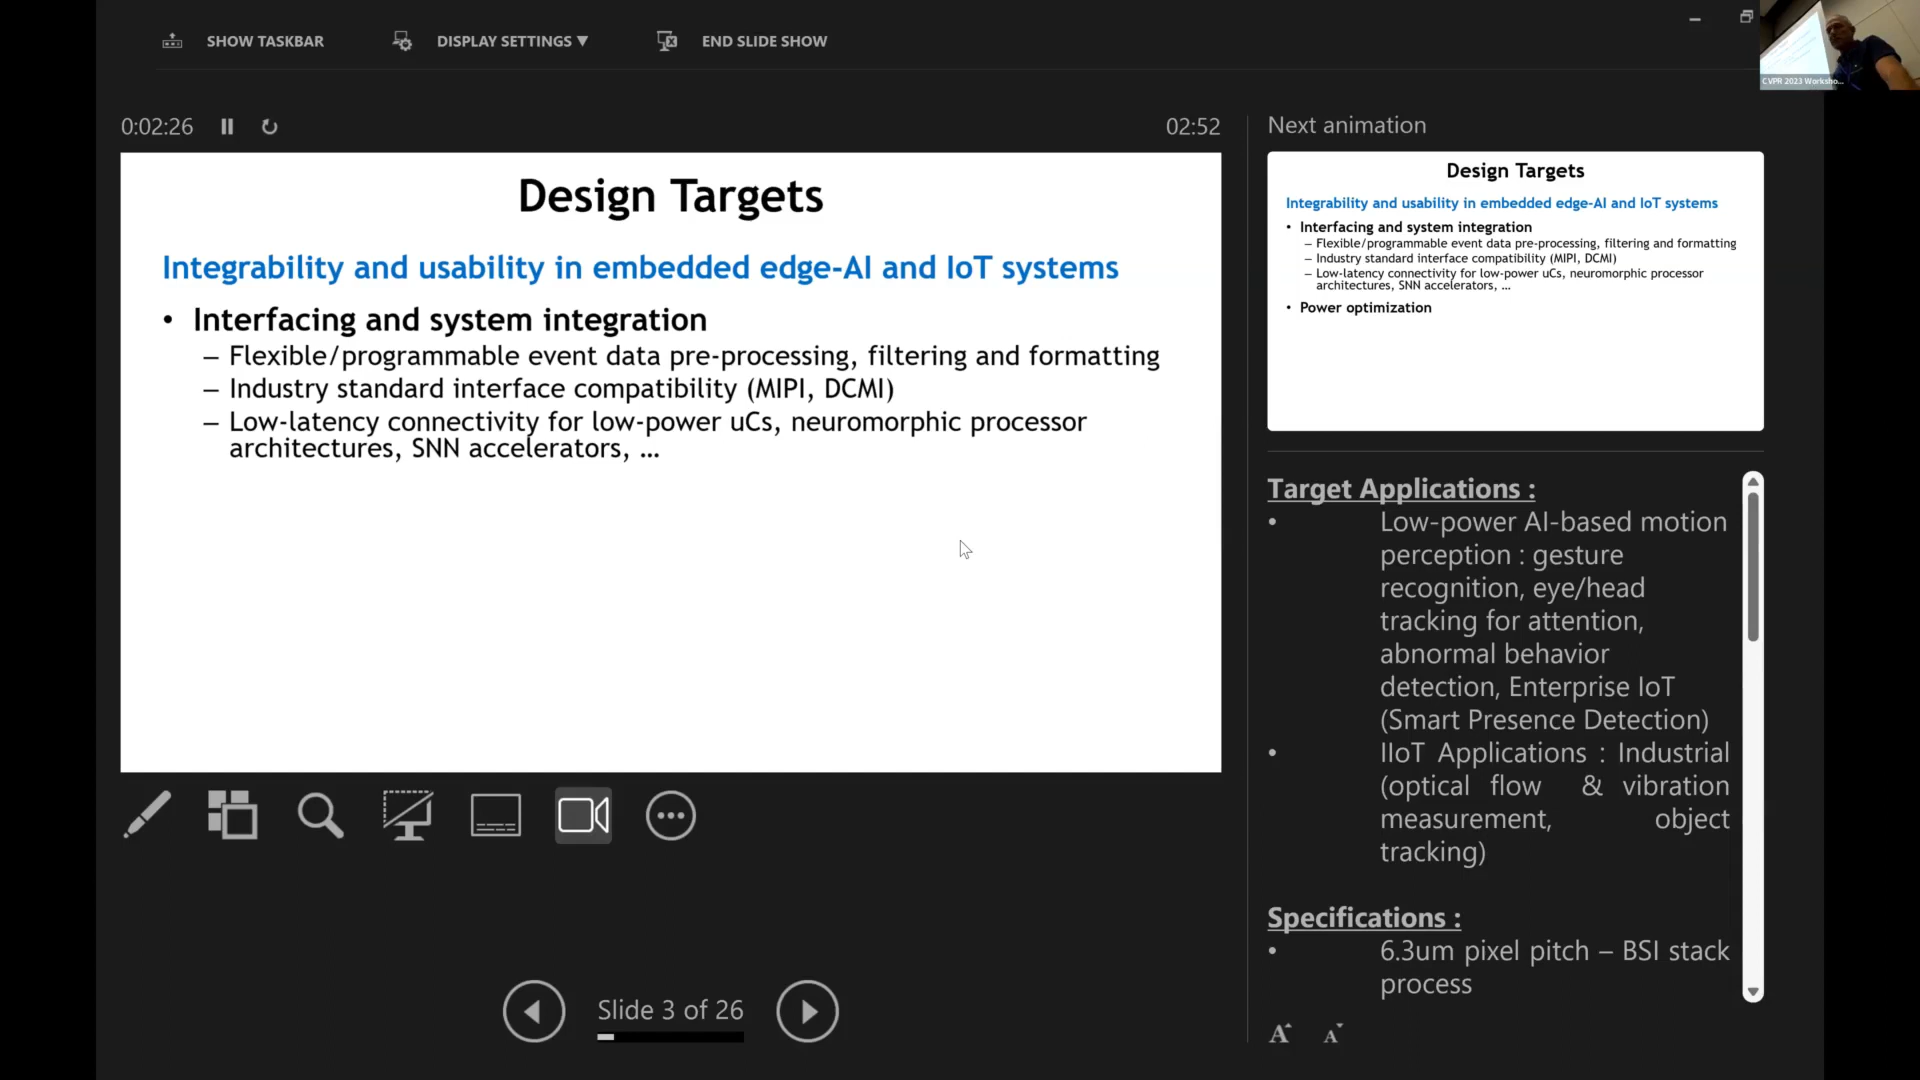 SHOW TASKBAR
DISPLAY SETTINGS ▼
END SLIDE SHOW
CVPR 2023 Worksho...
0:02:26
02:52
Next animation
Design Targets
Integrability and usability in embedded edge-AI and IoT systems
• Interfacing and system integration
– Flexible/programmable event data pre-processing, filtering and formatting
– Industry standard interface compatibility (MIPI, DCMI)
– Low-latency connectivity for low-power uCs, neuromorphic processor
architectures, SNN accelerators, ...
Design Targets
Integrability and usability in embedded edge-AI and IoT systems
• Interfacing and system integration
– Flexible/programmable event data pre-processing, filtering and formatting
– Industry standard interface compatibility (MIPI, DCMI)
– Low-latency connectivity for low-power uCs, neuromorphic processor
architectures, SNN accelerators, ...
• Power optimization
Target Applications :
• Low-power AI-based motion
perception : gesture
recognition, eye/head
tracking for attention,
abnormal behavior
detection, Enterprise IoT
(Smart Presence Detection)
• IIoT Applications : Industrial
(optical flow & vibration
measurement, object
tracking)
Specifications :
• 6.3um pixel pitch – BSI stack
process
Slide 3 of 26
A A